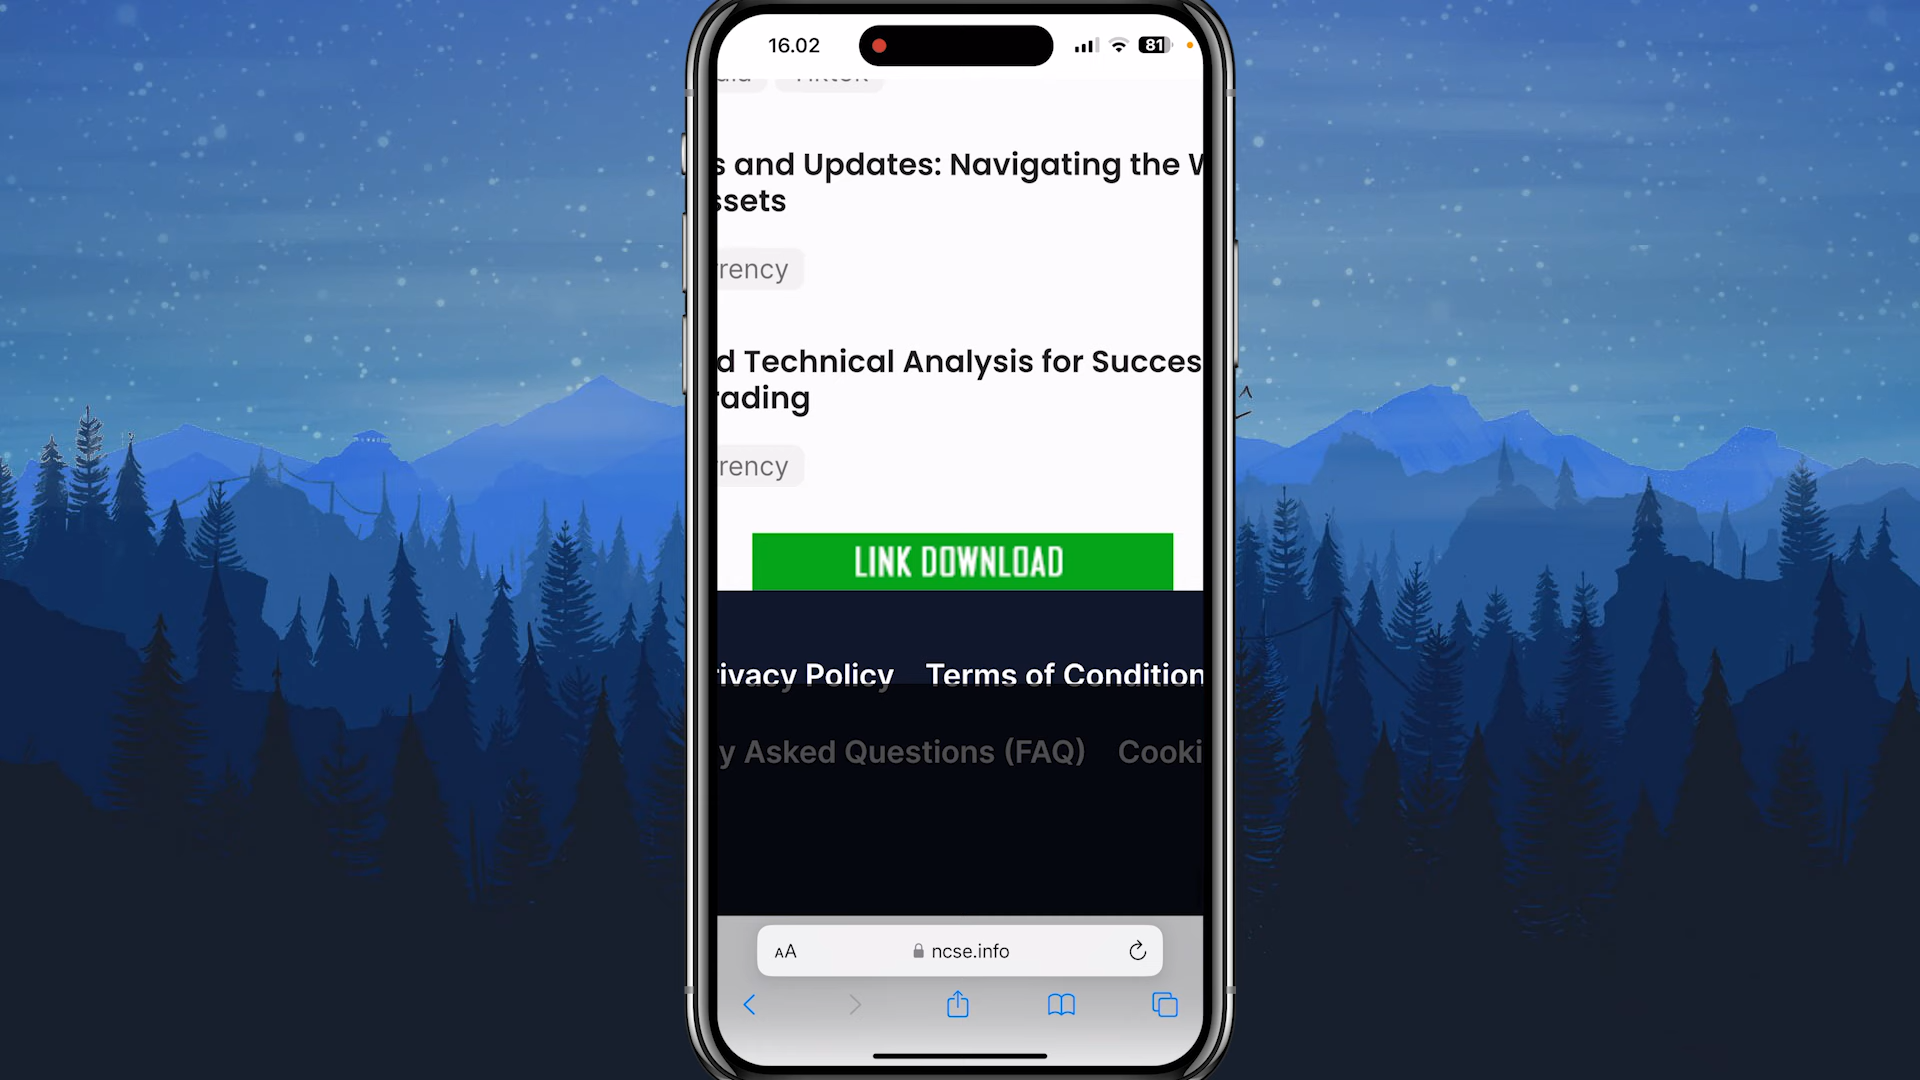 16.02
81
s and Updates: Navigating the W
ssets
rency
d Technical Analysis for Succes
rading
rency
LINK DOWNLOAD
rivacy Policy Terms of Condition
y Asked Questions (FAQ) Cooki
AA ncse.info